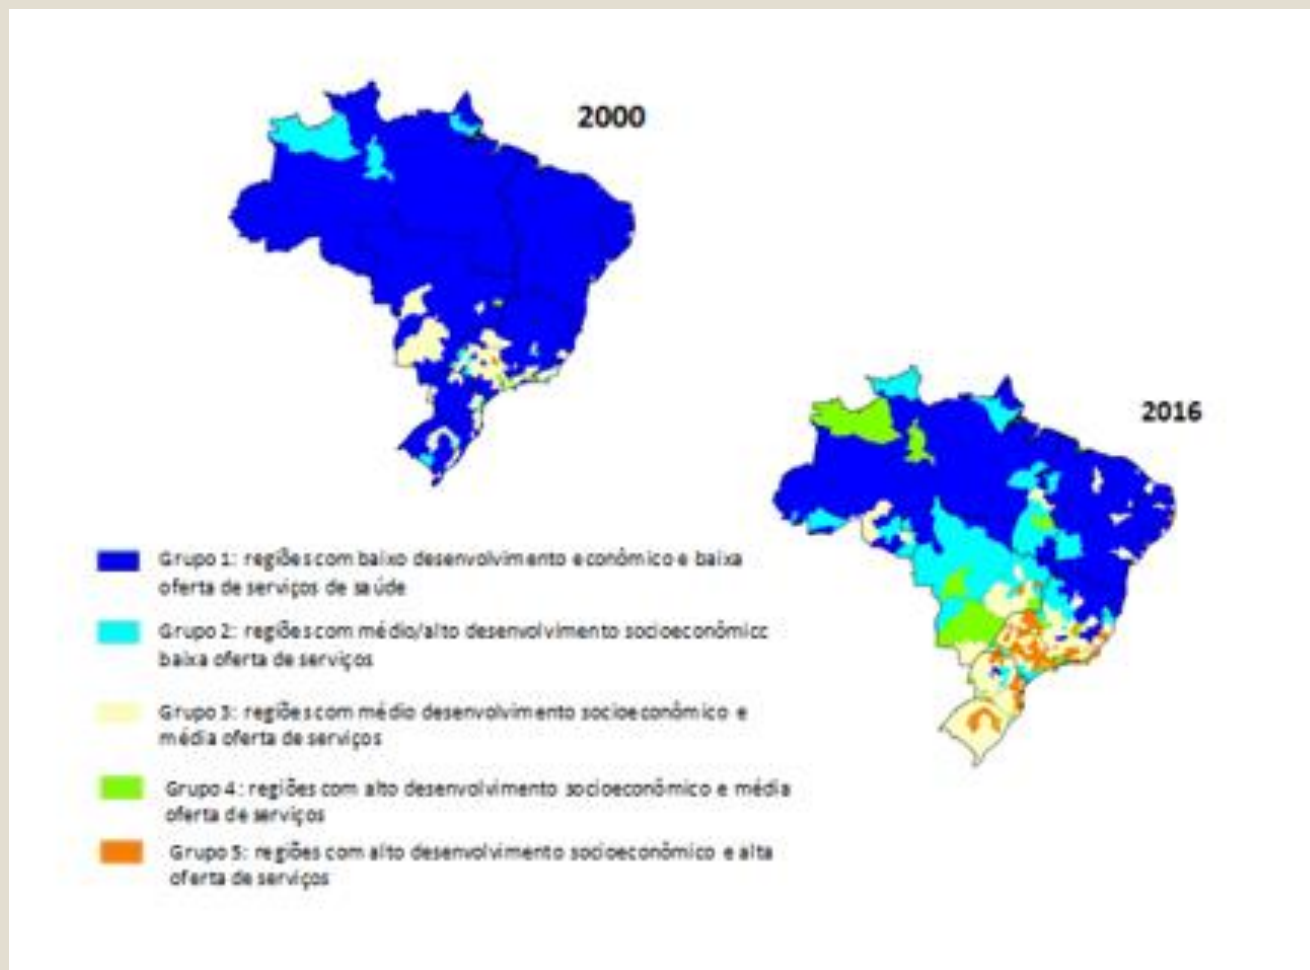 2000
2016
Grupo 1: regiões com baixo desenvolvimento econômico e baixa
oferta de serviços de saúde
Grupo 2: regiões com médio/alto desenvolvimento socioeconômicc
baixa oferta de serviços
Grupo 3: regiões com médio desenvolvimento socioeconômico e
média oferta de serviços
Grupo 4: regiões com alto desenvolvimento socioeconômico e média
oferta de serviços
Grupo 5: regiões com alto desenvolvimento socioeconômico e alta
oferta de serviços